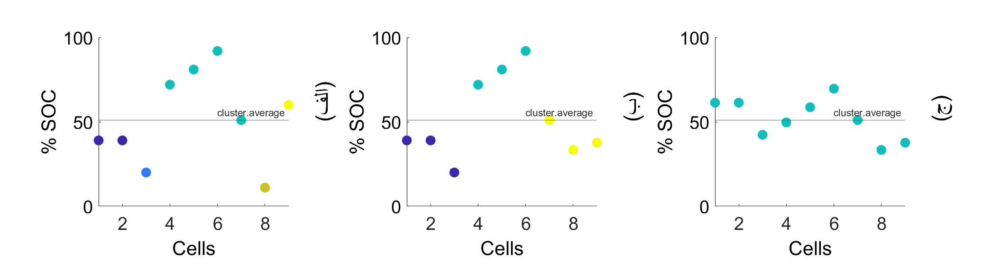 100
50
0
% SOC
cluster.average
2 4 6 8
Cells
(الف)
100
50
0
% SOC
cluster.average
2 4 6 8
Cells
(ب)
100
50
0
% SOC
cluster.average
2 4 6 8
Cells
(ج)